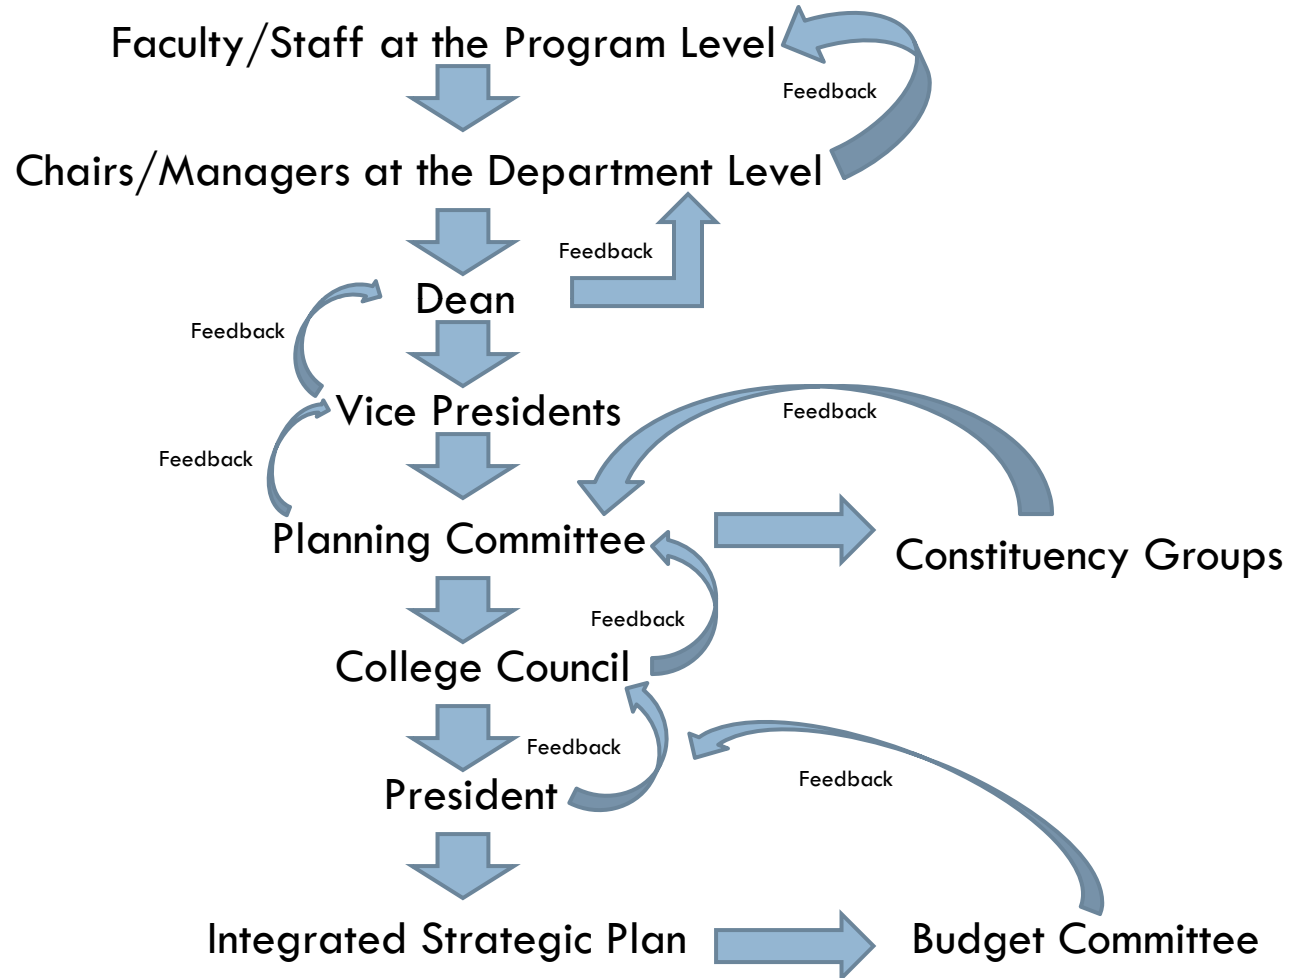 Faculty/Staff at the Program Level
Feedback
Chairs/Managers at the Department Level
Feedback
Dean
Feedback
Vice Presidents
Feedback
Feedback
Planning Committee
Constituency Groups
Feedback
College Council
Feedback
President
Feedback
Integrated Strategic Plan
Budget Committee